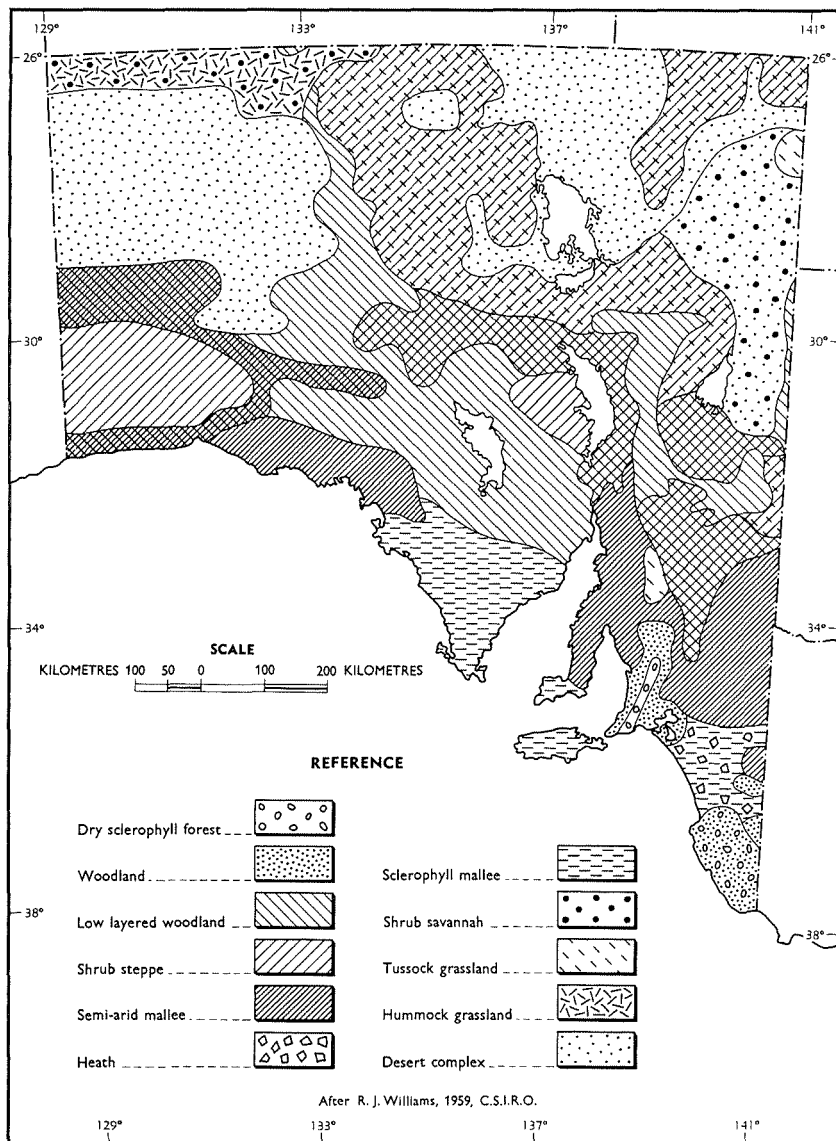 129°
133°
137°
141°
26°
26°
30°
30°
34°
34°
SCALE
KILOMETRES 100 50 0 100 200 KILOMETRES
REFERENCE
Dry sclerophyll forest
Woodland
Sclerophyll mallee
Low layered woodland
Shrub savannah
38°
38°
Shrub steppe
Tussock grassland
Semi-arid mallee
Hummock grassland
Heath
Desert complex
After R. J. Williams, 1959, C.S.I.R.O.
129°
133°
137°
141°